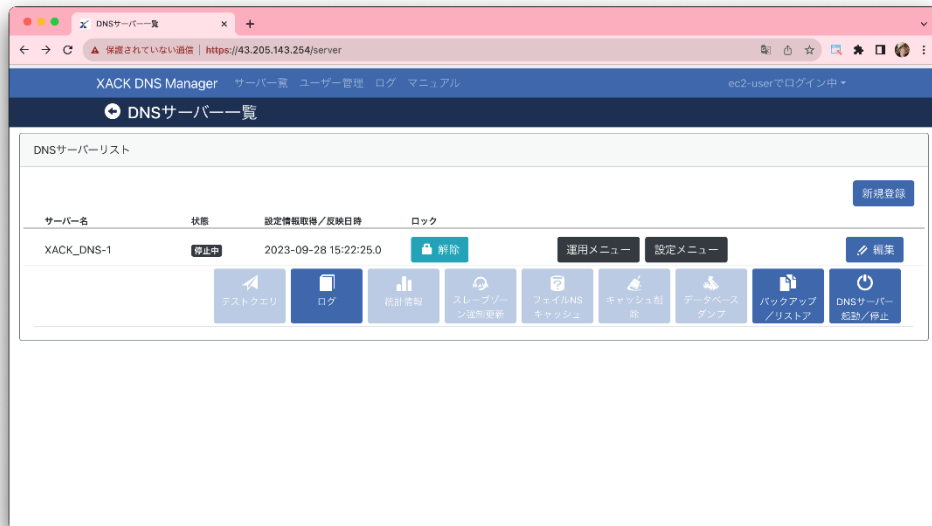 DNSサーバー一覧
保護されていない通信 | https://43.205.143.254/server
XACK DNS Manager サーバー一覧 ユーザー管理 ログ マニュアル ec2-userでログイン中
DNSサーバー一覧
DNSサーバーリスト
新規登録
サーバー名 状態 設定情報取得／反映日時 ロック
XACK_DNS-1 停止中 2023-09-28 15:22:25.0 解除 運用メニュー 設定メニュー 編集
テストクエリ ログ 統計情報 スレーブゾーン強制更新 フェイルNSキャッシュ キャッシュ削除 データベースダンプ バックアップ／リストア DNSサーバー起動／停止